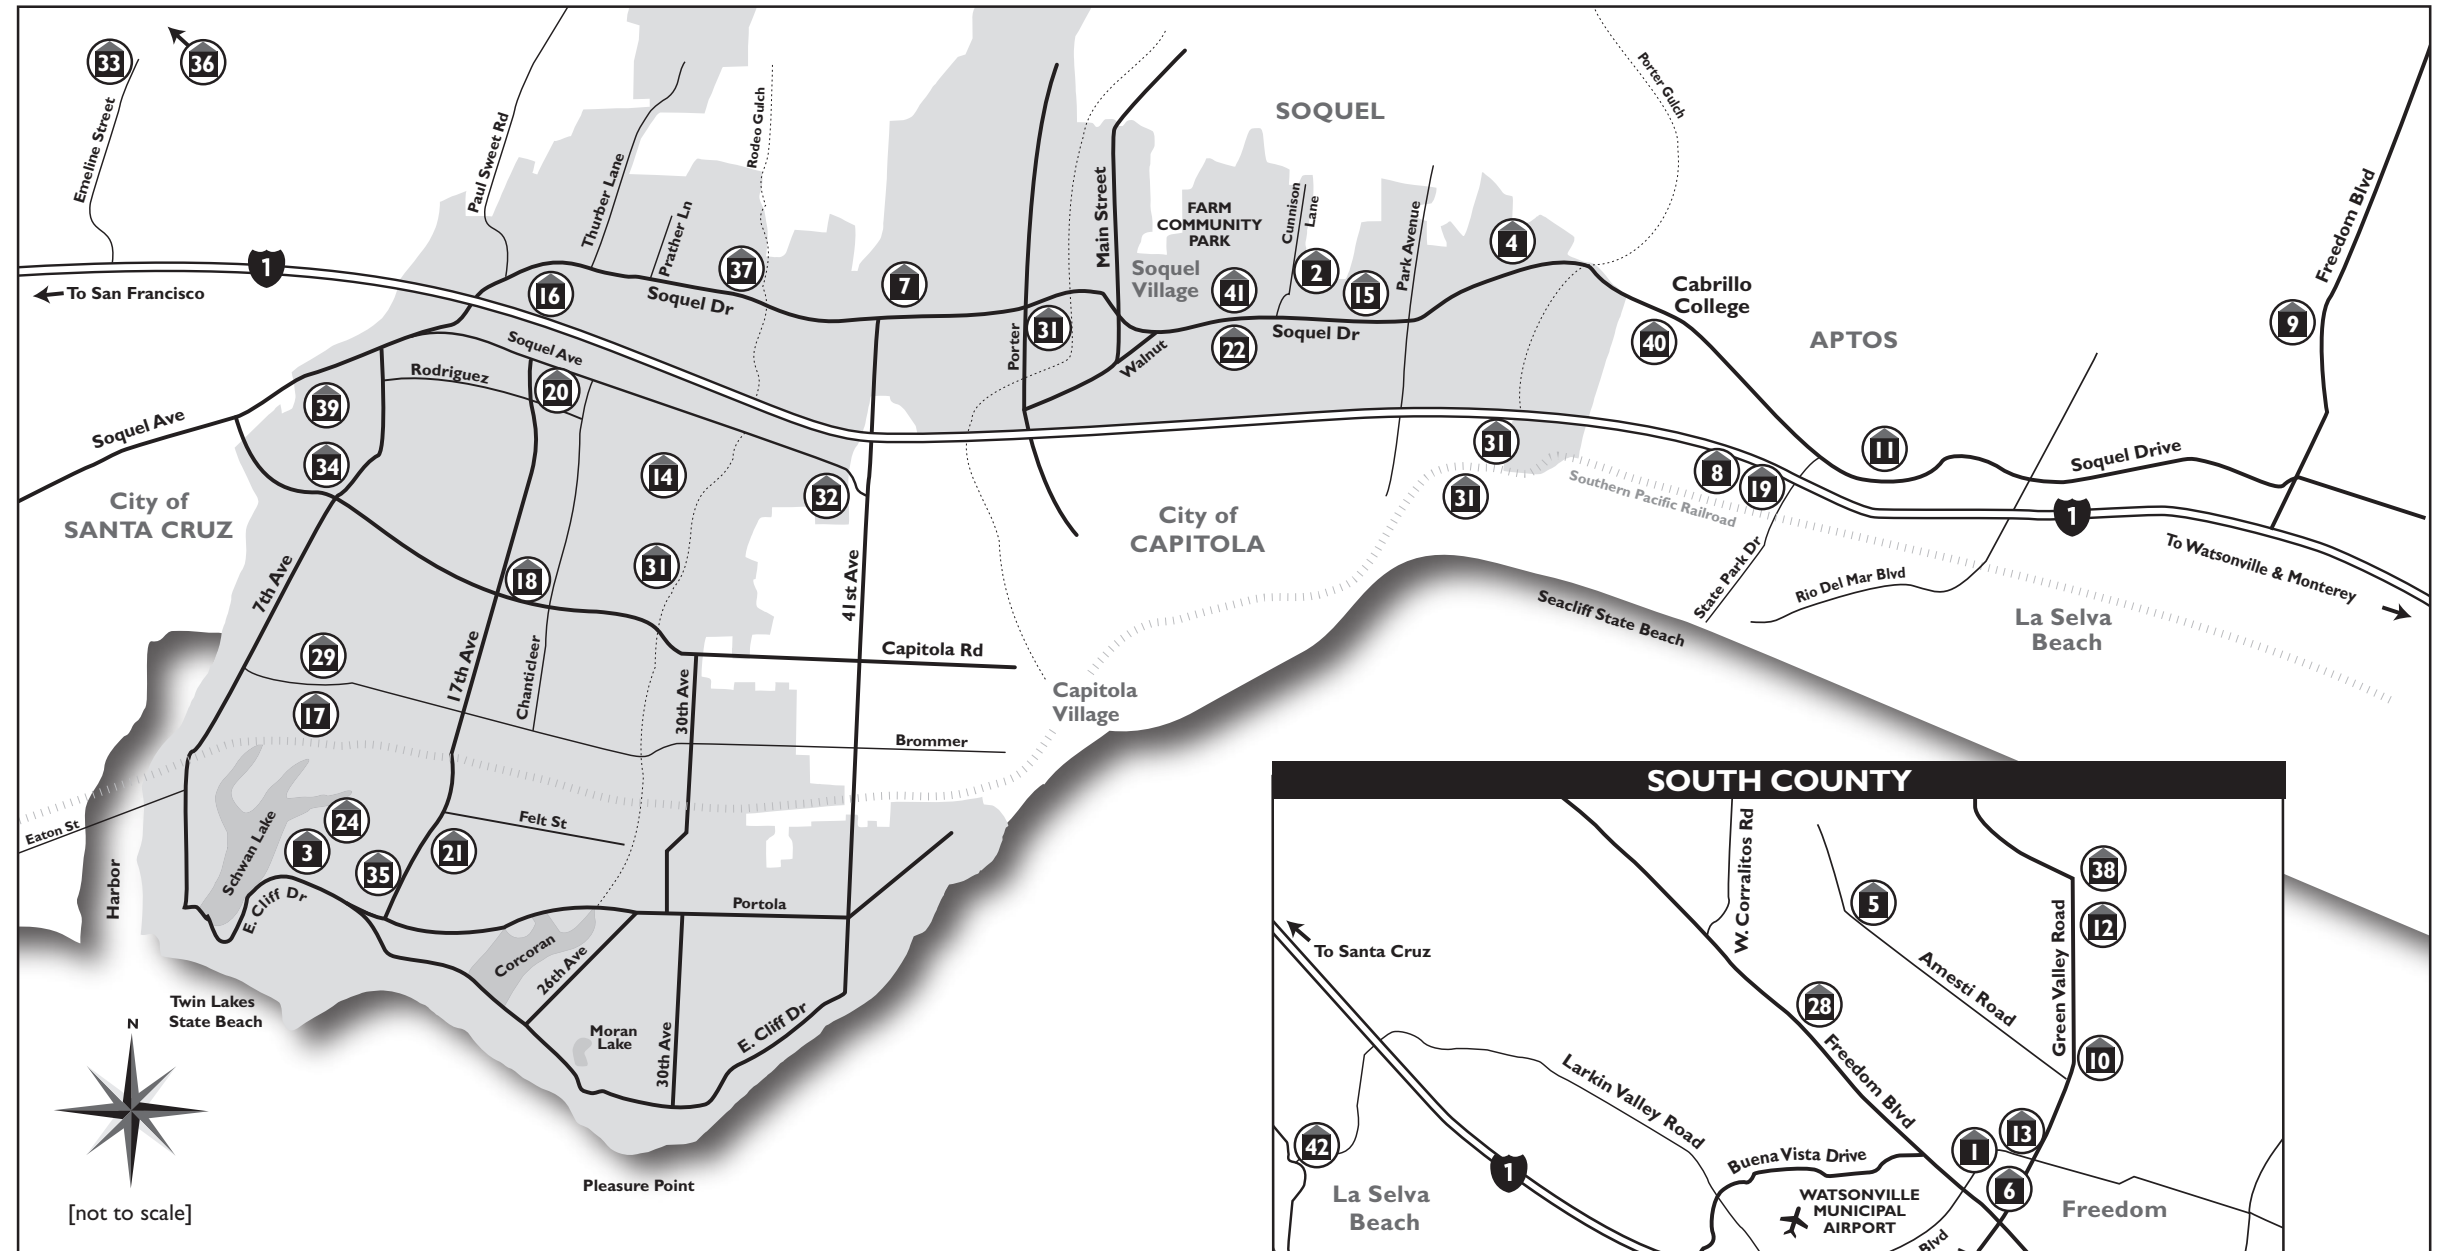 33
36
Emeline Street
Paul Sweet Rd
Thurber Lane
Prather Ln
Rodeo Gulch
37
16
Soquel Dr
7
Main Street
SOQUEL
FARM
COMMUNITY
PARK
Soquel
Village
41
Cunnison
Lane
2
15
Park Avenue
4
Porter Gulch
Cabrillo
College
40
APTOS
Freedom Blvd
9
1
To San Francisco
Soquel Ave
Rodriguez
20
Porter
31
Walnut
22
Soquel Dr
39
34
Soquel Ave
City of
SANTA CRUZ
14
32
31
18
41st Ave
City of
CAPITOLA
31
31
Southern Pacific Railroad
8
19
11
Soquel Drive
1
To Watsonville & Monterey
State Park Dr
Rio Del Mar Blvd
Seacliff State Beach
La Selva
Beach
7th Ave
29
17
17th Ave
Chanticleer
30th Ave
Capitola Rd
Capitola
Village
Brommer
Eaton St
Harbor
Schwan Lake
24
3
35
21
Felt St
E. Cliff Dr
Portola
Corcoran
26th Ave
Moran
Lake
30th Ave
E. Cliff Dr
Twin Lakes
State Beach
N
[not to scale]
Pleasure Point
SOUTH COUNTY
W. Corralitos Rd
5
38
12
Green Valley Road
Amesti Road
To Santa Cruz
28
10
Freedom Blvd
Larkin Valley Road
42
1
La Selva
Beach
Buena Vista Drive
WATSONVILLE
MUNICIPAL
AIRPORT
13
1
6
Freedom
Blvd